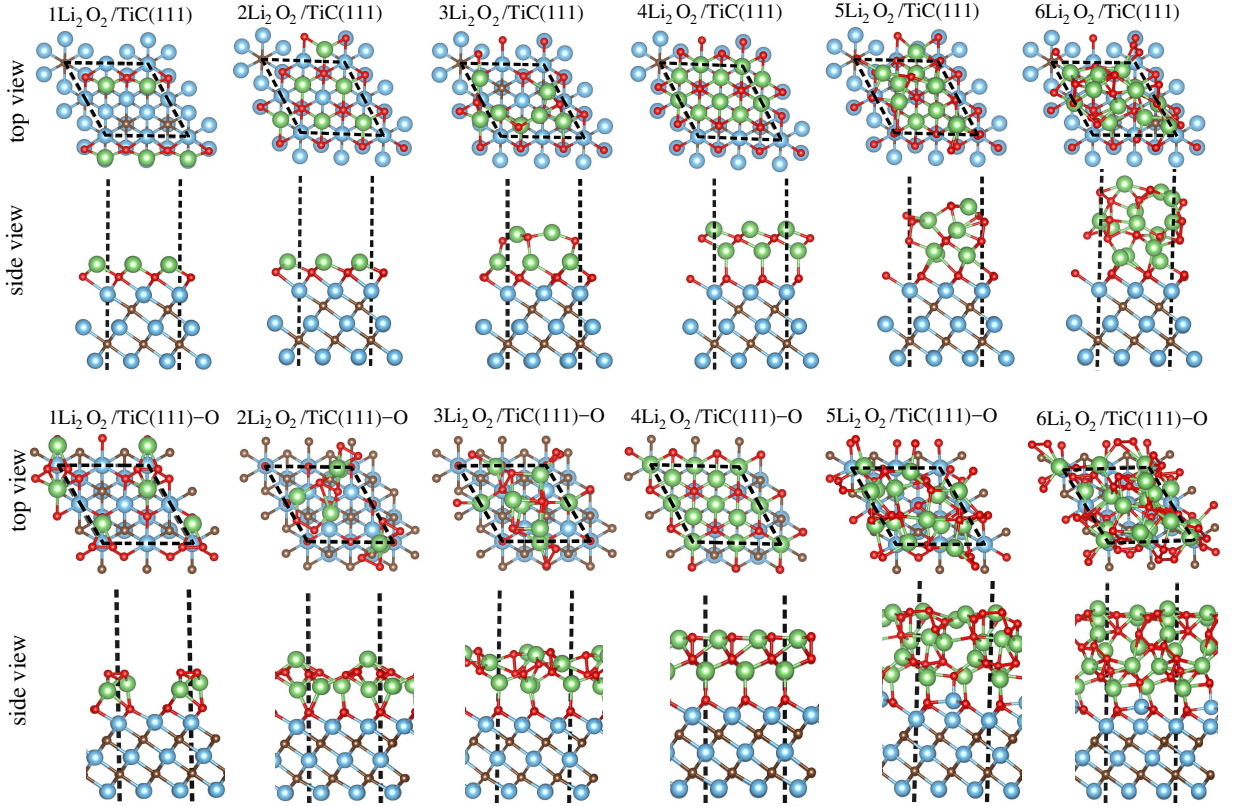 1Li₂O₂/TiC(111) 2Li₂O₂/TiC(111) 3Li₂O₂/TiC(111) 4Li₂O₂/TiC(111) 5Li₂O₂/TiC(111) 6Li₂O₂/TiC(111)
top view
side view
1Li₂O₂/TiC(111)−O 2Li₂O₂/TiC(111)−O 3Li₂O₂/TiC(111)−O 4Li₂O₂/TiC(111)−O 5Li₂O₂/TiC(111)−O 6Li₂O₂/TiC(111)−O
top view
side view